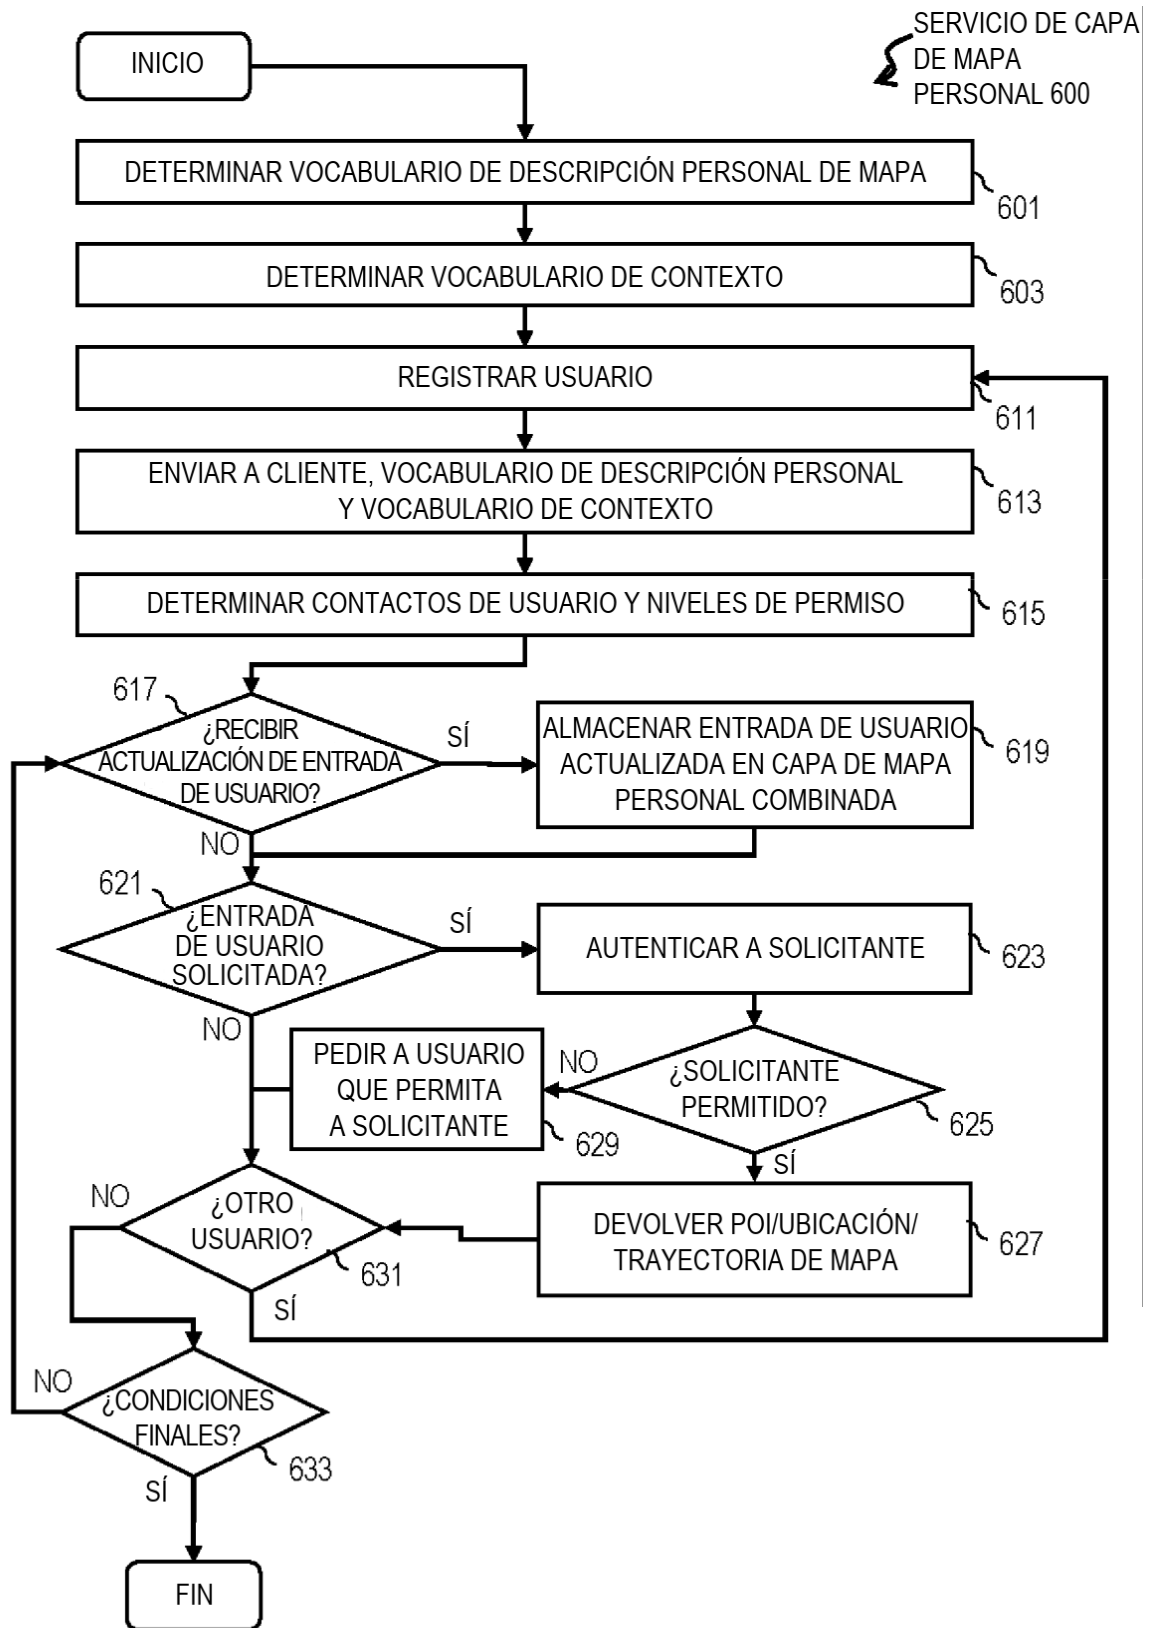 SERVICIO DE CAPA
DE MAPA
PERSONAL 600
INICIO
DETERMINAR VOCABULARIO DE DESCRIPCIÓN PERSONAL DE MAPA
601
DETERMINAR VOCABULARIO DE CONTEXTO
603
REGISTRAR USUARIO
611
ENVIAR A CLIENTE, VOCABULARIO DE DESCRIPCIÓN PERSONAL
Y VOCABULARIO DE CONTEXTO
613
DETERMINAR CONTACTOS DE USUARIO Y NIVELES DE PERMISO
615
617
¿RECIBIR
ACTUALIZACIÓN DE ENTRADA
DE USUARIO?
SÍ
NO
ALMACENAR ENTRADA DE USUARIO
ACTUALIZADA EN CAPA DE MAPA
PERSONAL COMBINADA
619
621
¿ENTRADA
DE USUARIO
SOLICITADA?
SÍ
NO
AUTENTICAR A SOLICITANTE
623
¿SOLICITANTE
PERMITIDO?
625
NO
SÍ
PEDIR A USUARIO
QUE PERMITA
A SOLICITANTE
629
DEVOLVER POI/UBICACIÓN/
TRAYECTORIA DE MAPA
627
¿OTRO
USUARIO?
631
NO
SÍ
¿CONDICIONES
FINALES?
633
NO
SÍ
FIN